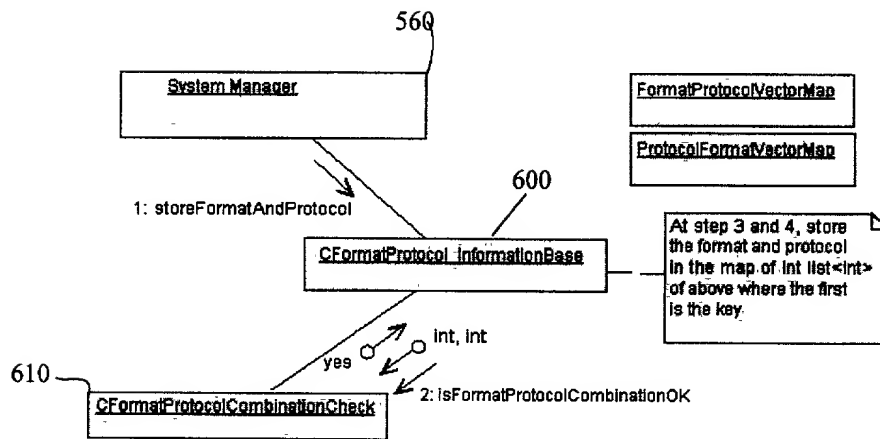 560
System Manager
FormatProtocolVectorMap
ProtocolFormatVectorMap
1: storeFormatAndProtocol
600
CFormatProtocol_InformationBase
At step 3 and 4, store
the format and protocol
in the map of int list<int>
of above where the first
is the key.
int, int
yes
610
2: isFormatProtocolCombinationOK
CFormatProtocolCombinationCheck